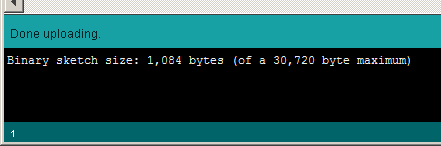 Done uploading.
Binary sketch size: 1,084 bytes (of a 30,720 byte maximum)
1